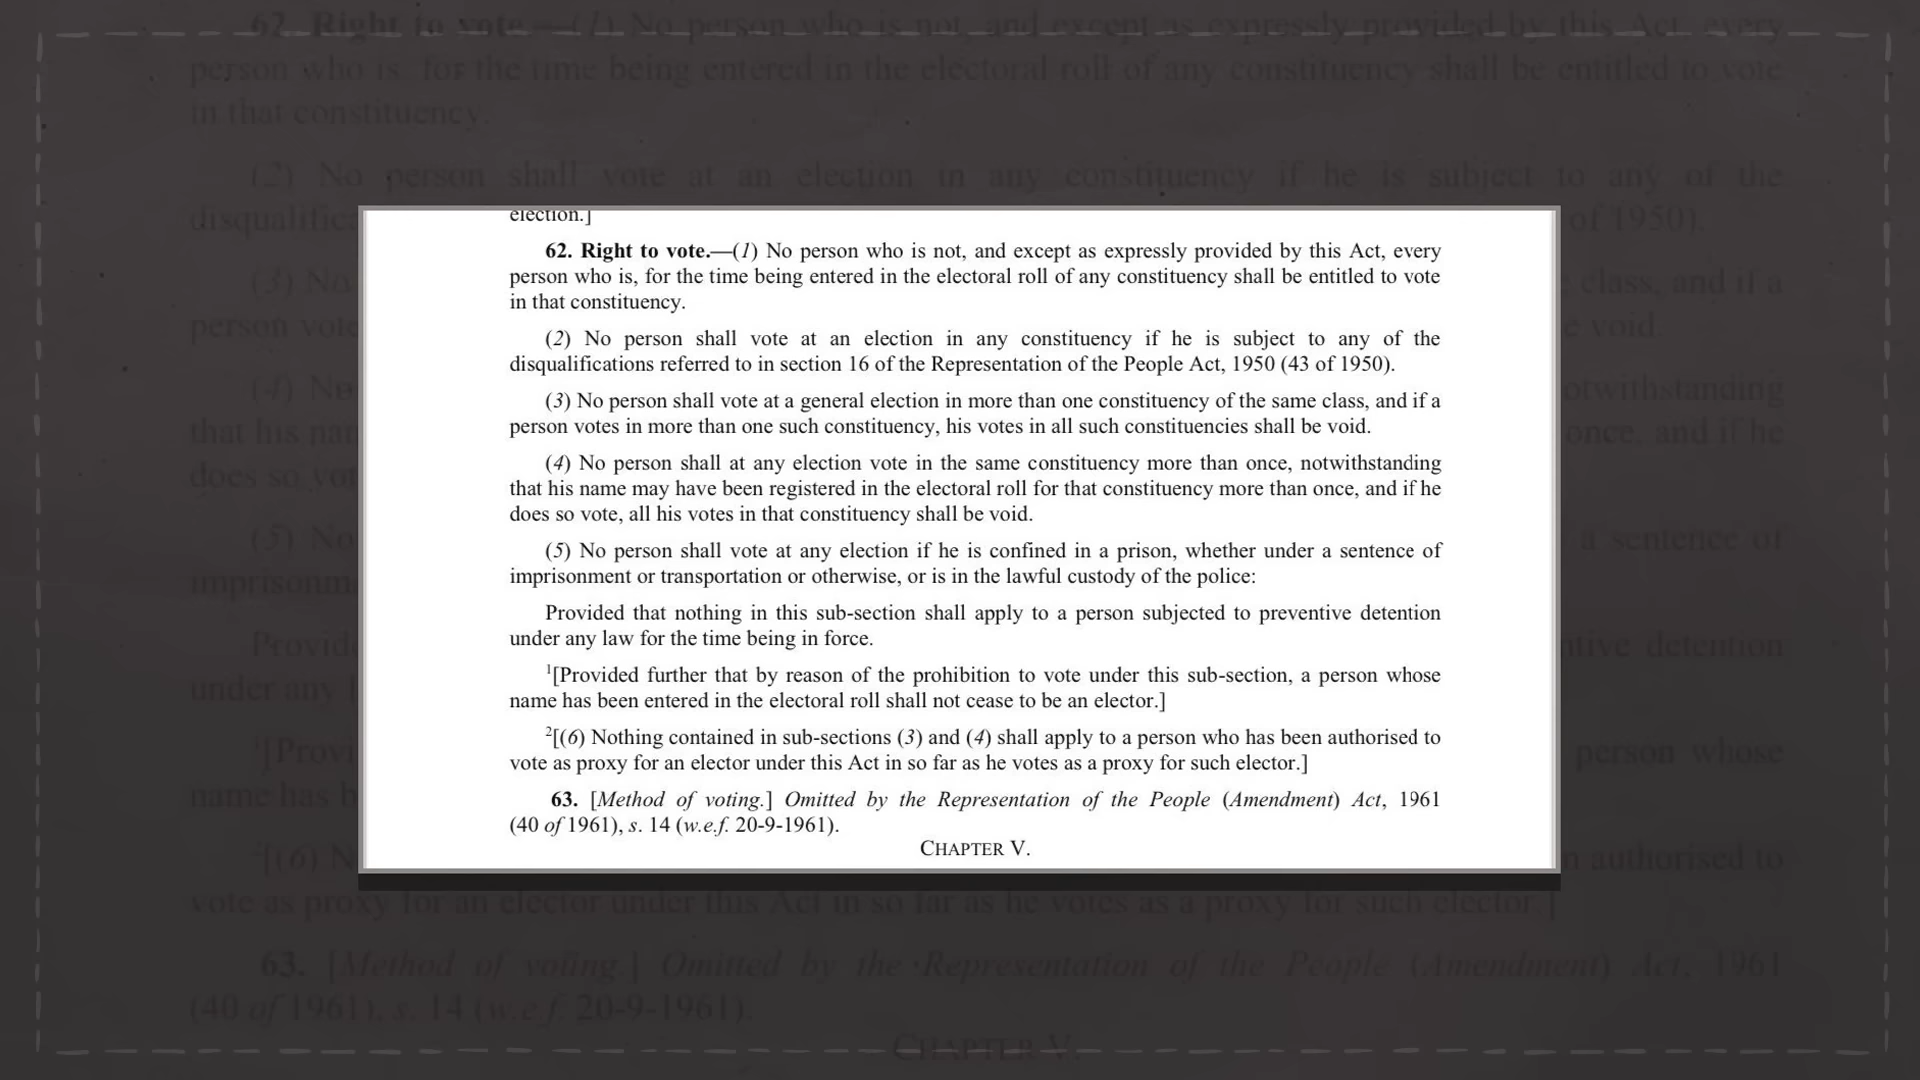 election.]
62. Right to vote.—(1) No person who is not, and except as expressly provided by this Act, every
person who is, for the time being entered in the electoral roll of any constituency shall be entitled to vote
in that constituency.
(2) No person shall vote at an election in any constituency if he is subject to any of the
disqualifications referred to in section 16 of the Representation of the People Act, 1950 (43 of 1950).
(3) No person shall vote at a general election in more than one constituency of the same class, and if a
person votes in more than one such constituency, his votes in all such constituencies shall be void.
(4) No person shall at any election vote in the same constituency more than once, notwithstanding
that his name may have been registered in the electoral roll for that constituency more than once, and if he
does so vote, all his votes in that constituency shall be void.
(5) No person shall vote at any election if he is confined in a prison, whether under a sentence of
imprisonment or transportation or otherwise, or is in the lawful custody of the police:
Provided that nothing in this sub-section shall apply to a person subjected to preventive detention
under any law for the time being in force.
¹[Provided further that by reason of the prohibition to vote under this sub-section, a person whose
name has been entered in the electoral roll shall not cease to be an elector.]
²[(6) Nothing contained in sub-sections (3) and (4) shall apply to a person who has been authorised to
vote as proxy for an elector under this Act in so far as he votes as a proxy for such elector.]
63. [Method of voting.] Omitted by the Representation of the People (Amendment) Act, 1961
(40 of 1961), s. 14 (w.e.f. 20-9-1961).
CHAPTER V.